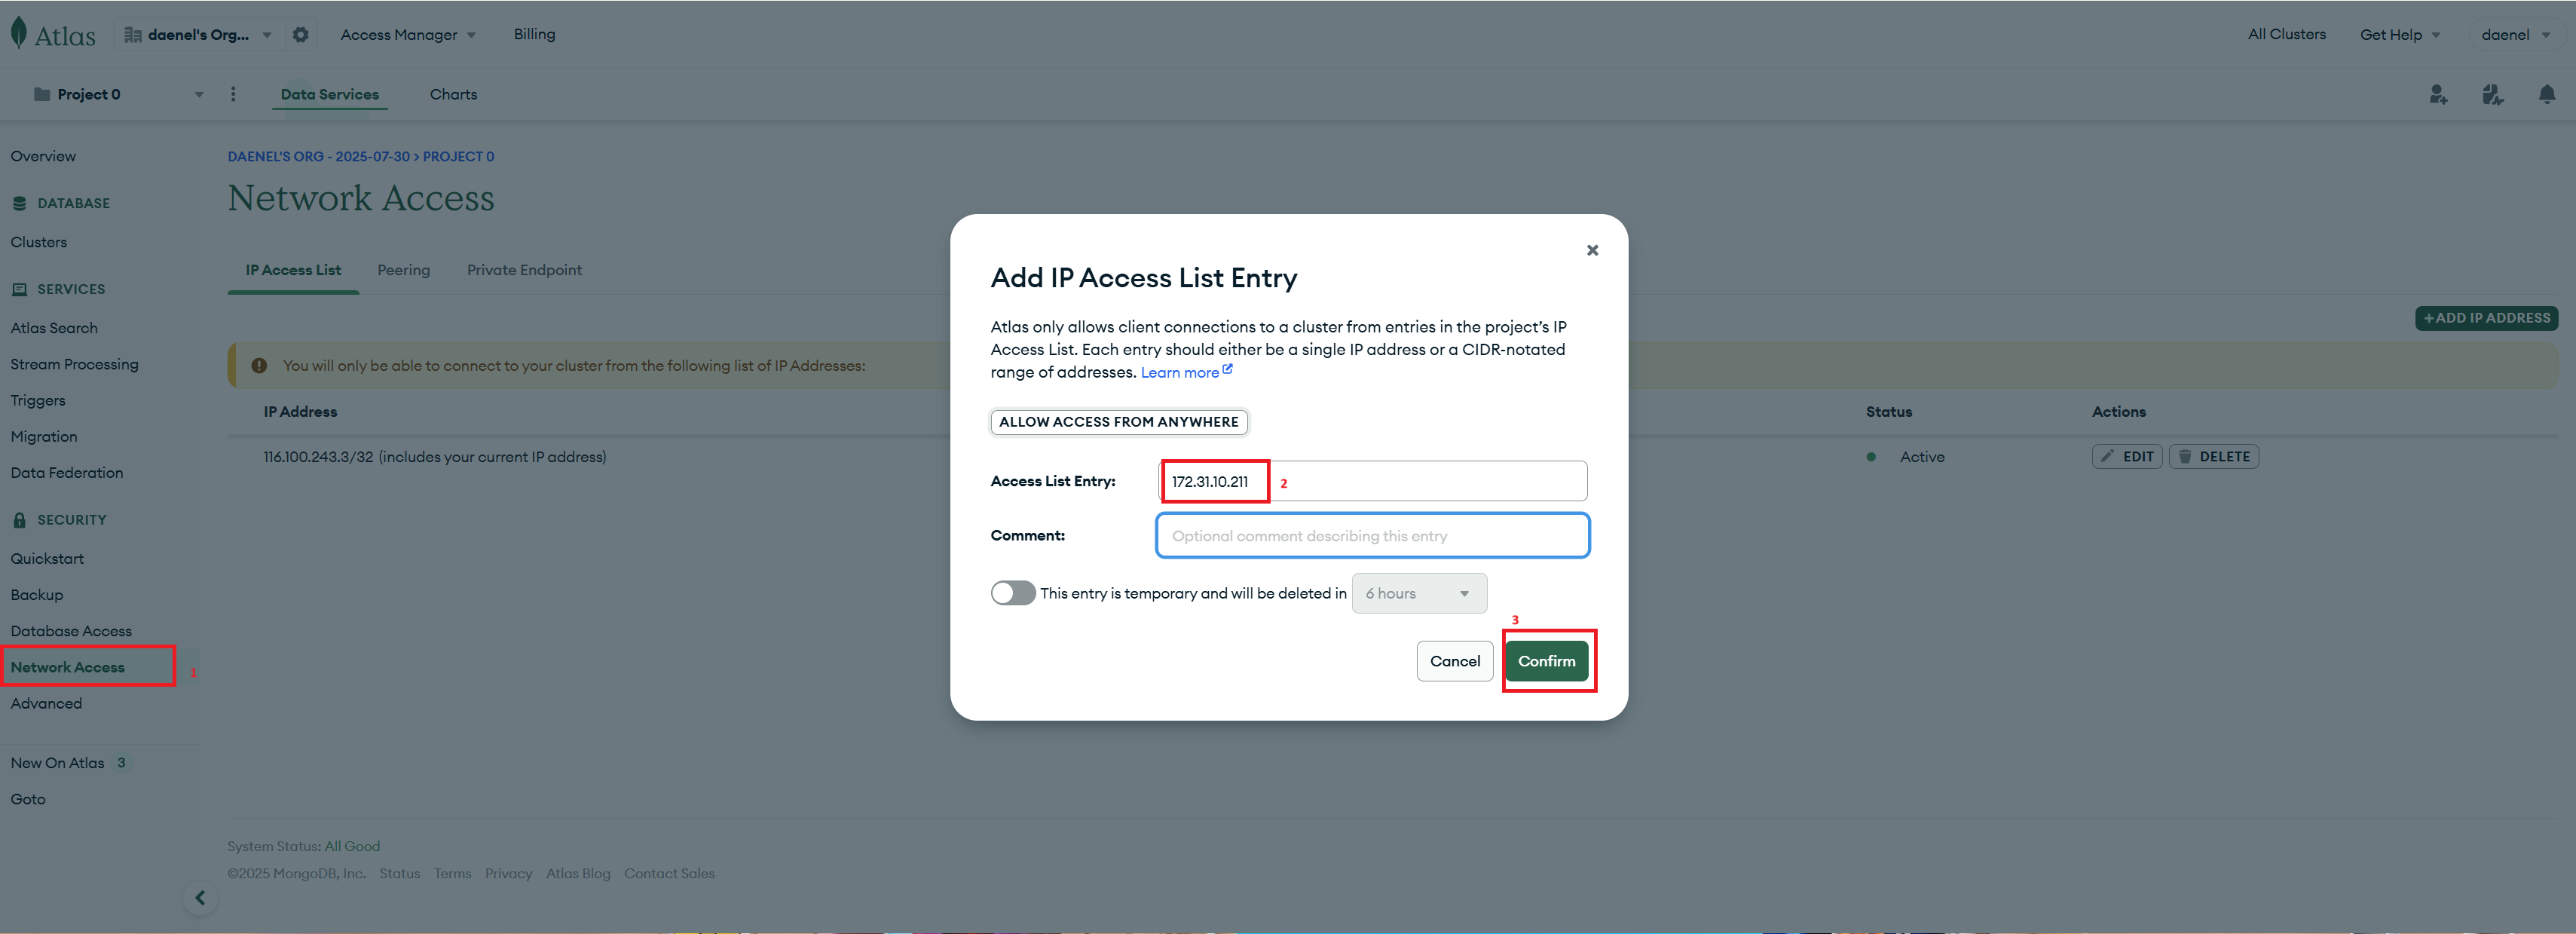 Atlas
daenel's Org...
Access Manager
Billing
All Clusters
Get Help
daenel
Project 0
Data Services
Charts
Overview
DATABASE
Clusters
SERVICES
Atlas Search
Stream Processing
Triggers
Migration
Data Federation
SECURITY
Quickstart
Backup
Database Access
Network Access
1
Advanced
New On Atlas 3
Goto
DAENEL'S ORG - 2025-07-30 > PROJECT 0
Network Access
IP Access List
Peering
Private Endpoint
+ ADD IP ADDRESS
You will only be able to connect to your cluster from the following list of IP Addresses:
IP Address
Status
Actions
116.100.243.3/32 (includes your current IP address)
Active
EDIT
DELETE
Add IP Access List Entry
Atlas only allows client connections to a cluster from entries in the project's IP
Access List. Each entry should either be a single IP address or a CIDR-notated
range of addresses. Learn more
ALLOW ACCESS FROM ANYWHERE
Access List Entry:
172.31.10.211
2
Comment:
Optional comment describing this entry
This entry is temporary and will be deleted in
6 hours
3
Cancel
Confirm
System Status: All Good
©2025 MongoDB, Inc. Status Terms Privacy Atlas Blog Contact Sales